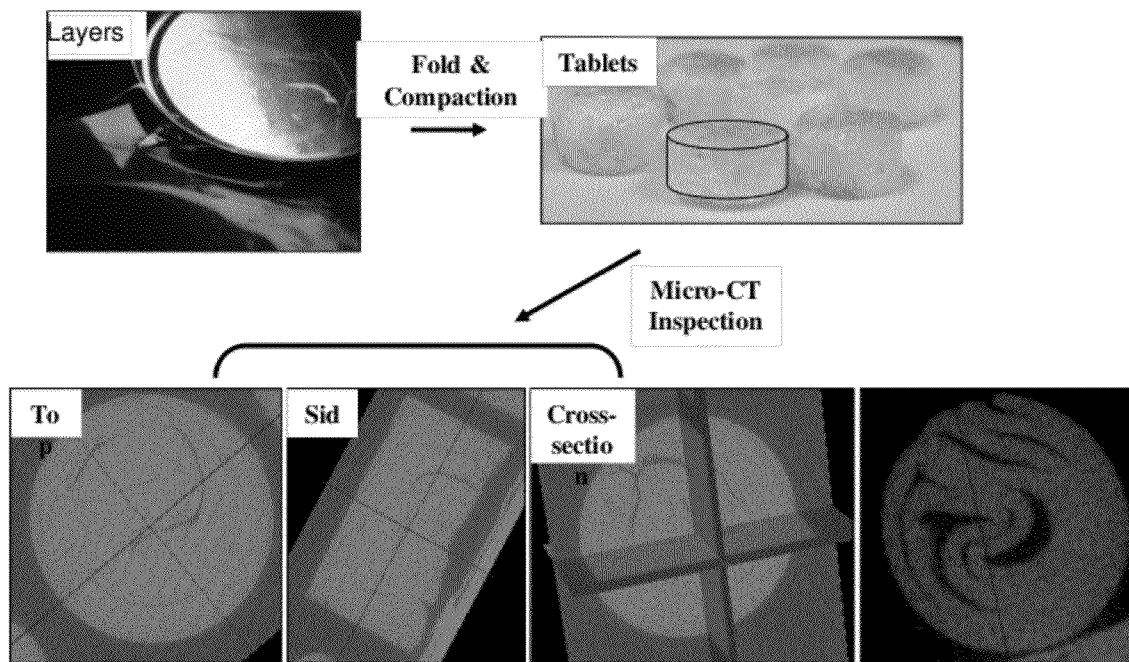 Layers
Fold &
Compaction
Tablets
Micro-CT
Inspection
To
p
Sid
Cross-
sectio
n